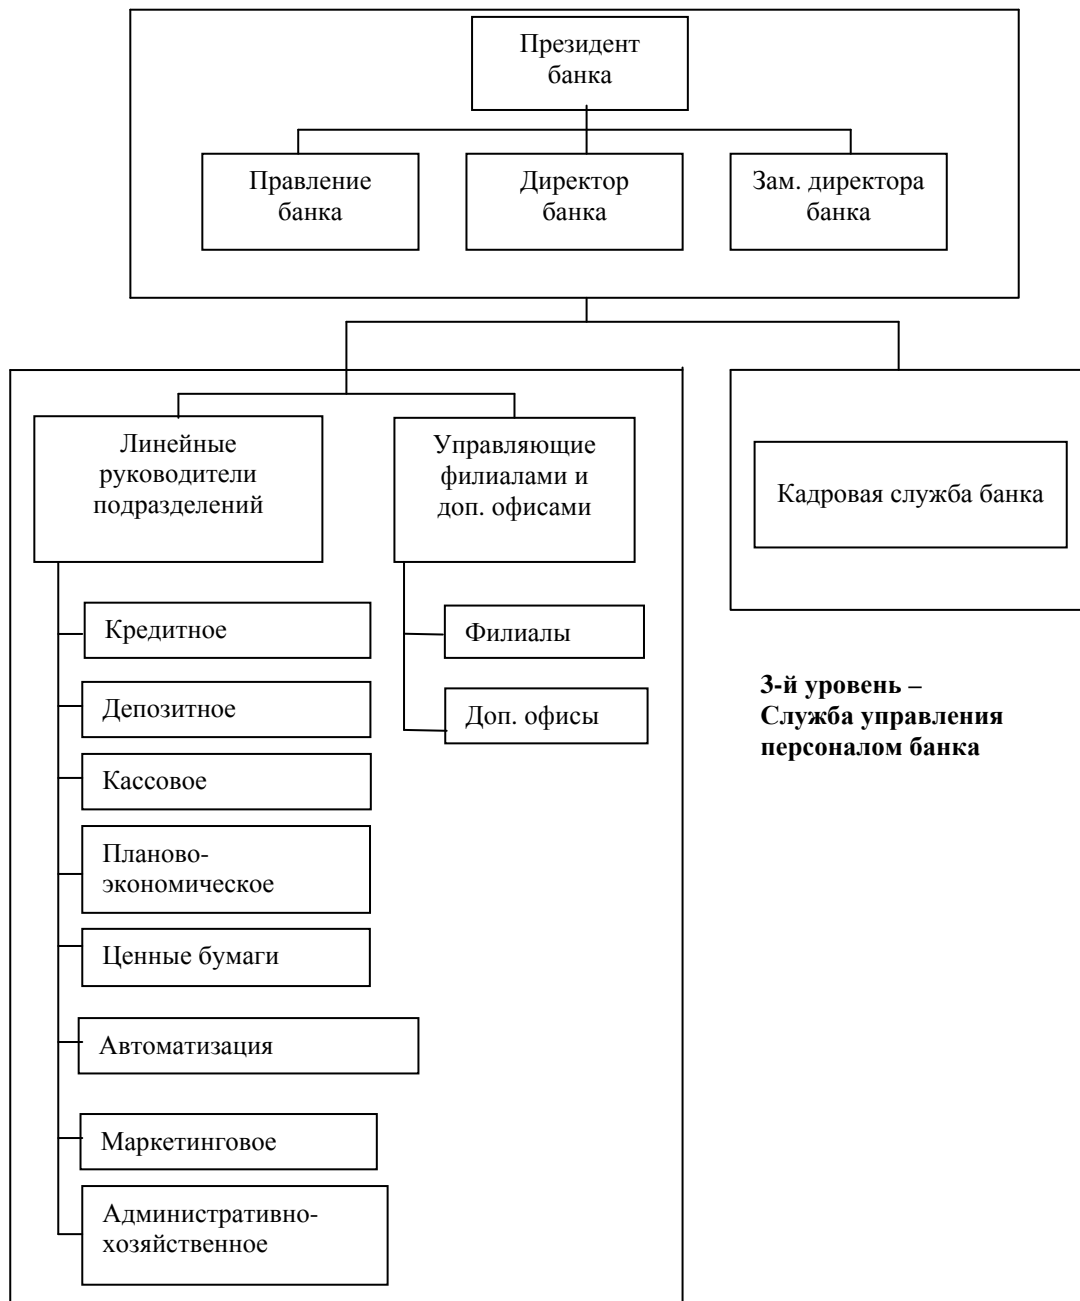 Президент
банка
Правление
банка
Директор
банка
Зам. директора
банка
Линейные
руководители
подразделений
Управляющие
филиалами и
доп. офисами
Кадровая служба банка
Кредитное
Депозитное
Кассовое
Планово-
экономическое
Ценные бумаги
Автоматизация
Маркетинговое
Административно-
хозяйственное
Филиалы
Доп. офисы
3-й уровень –
Служба управления
персоналом банка